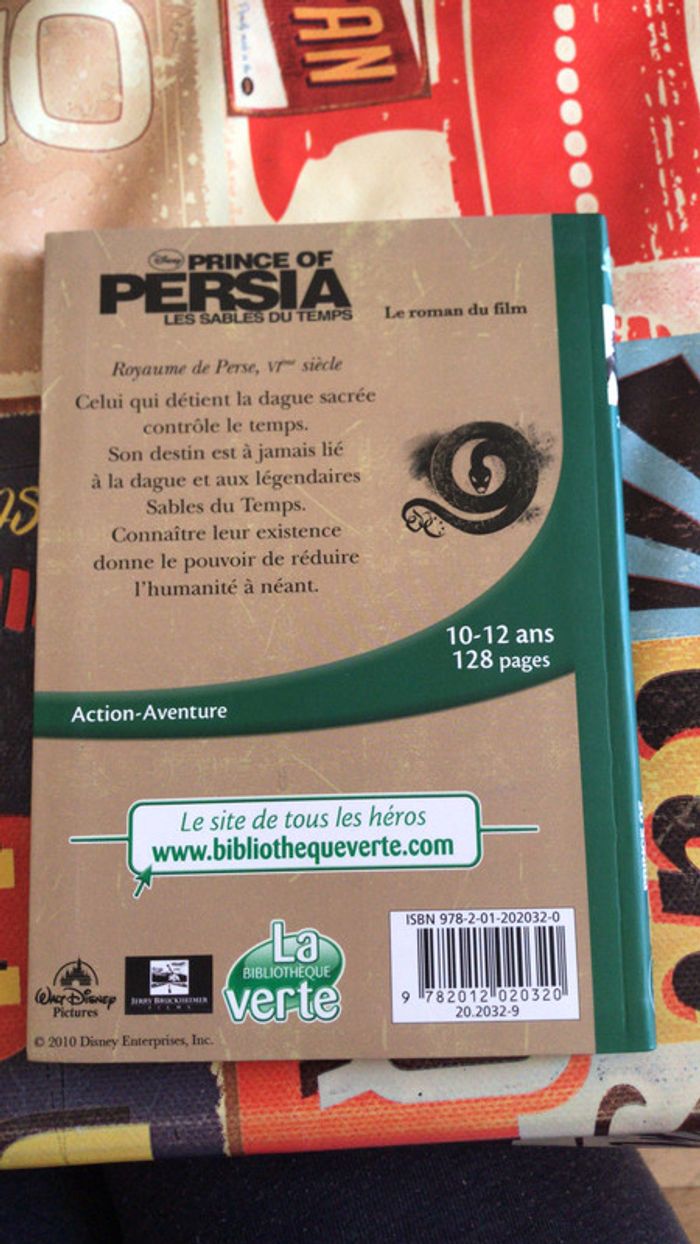 AN
Disney PRINCE OF
PERSIA
LES SABLES DU TEMPS
Le roman du film
Royaume de Perse, VIème siècle
Celui qui détient la dague sacrée
contrôle le temps.
Son destin est à jamais lié
à la dague et aux légendaires
Sables du Temps.
Connaître leur existence
donne le pouvoir de réduire
l'humanité à néant.
10-12 ans
128 pages
Action-Aventure
Le site de tous les héros
www.bibliothequeverte.com
ISBN 978-2-01-202032-0
9 782012 020320
20.2032-9
La
BIBLIOTHÈQUE
verte
WALT DISNEY
Pictures
JERRY BRUCKHEIMER
FILMS
© 2010 Disney Enterprises, Inc.